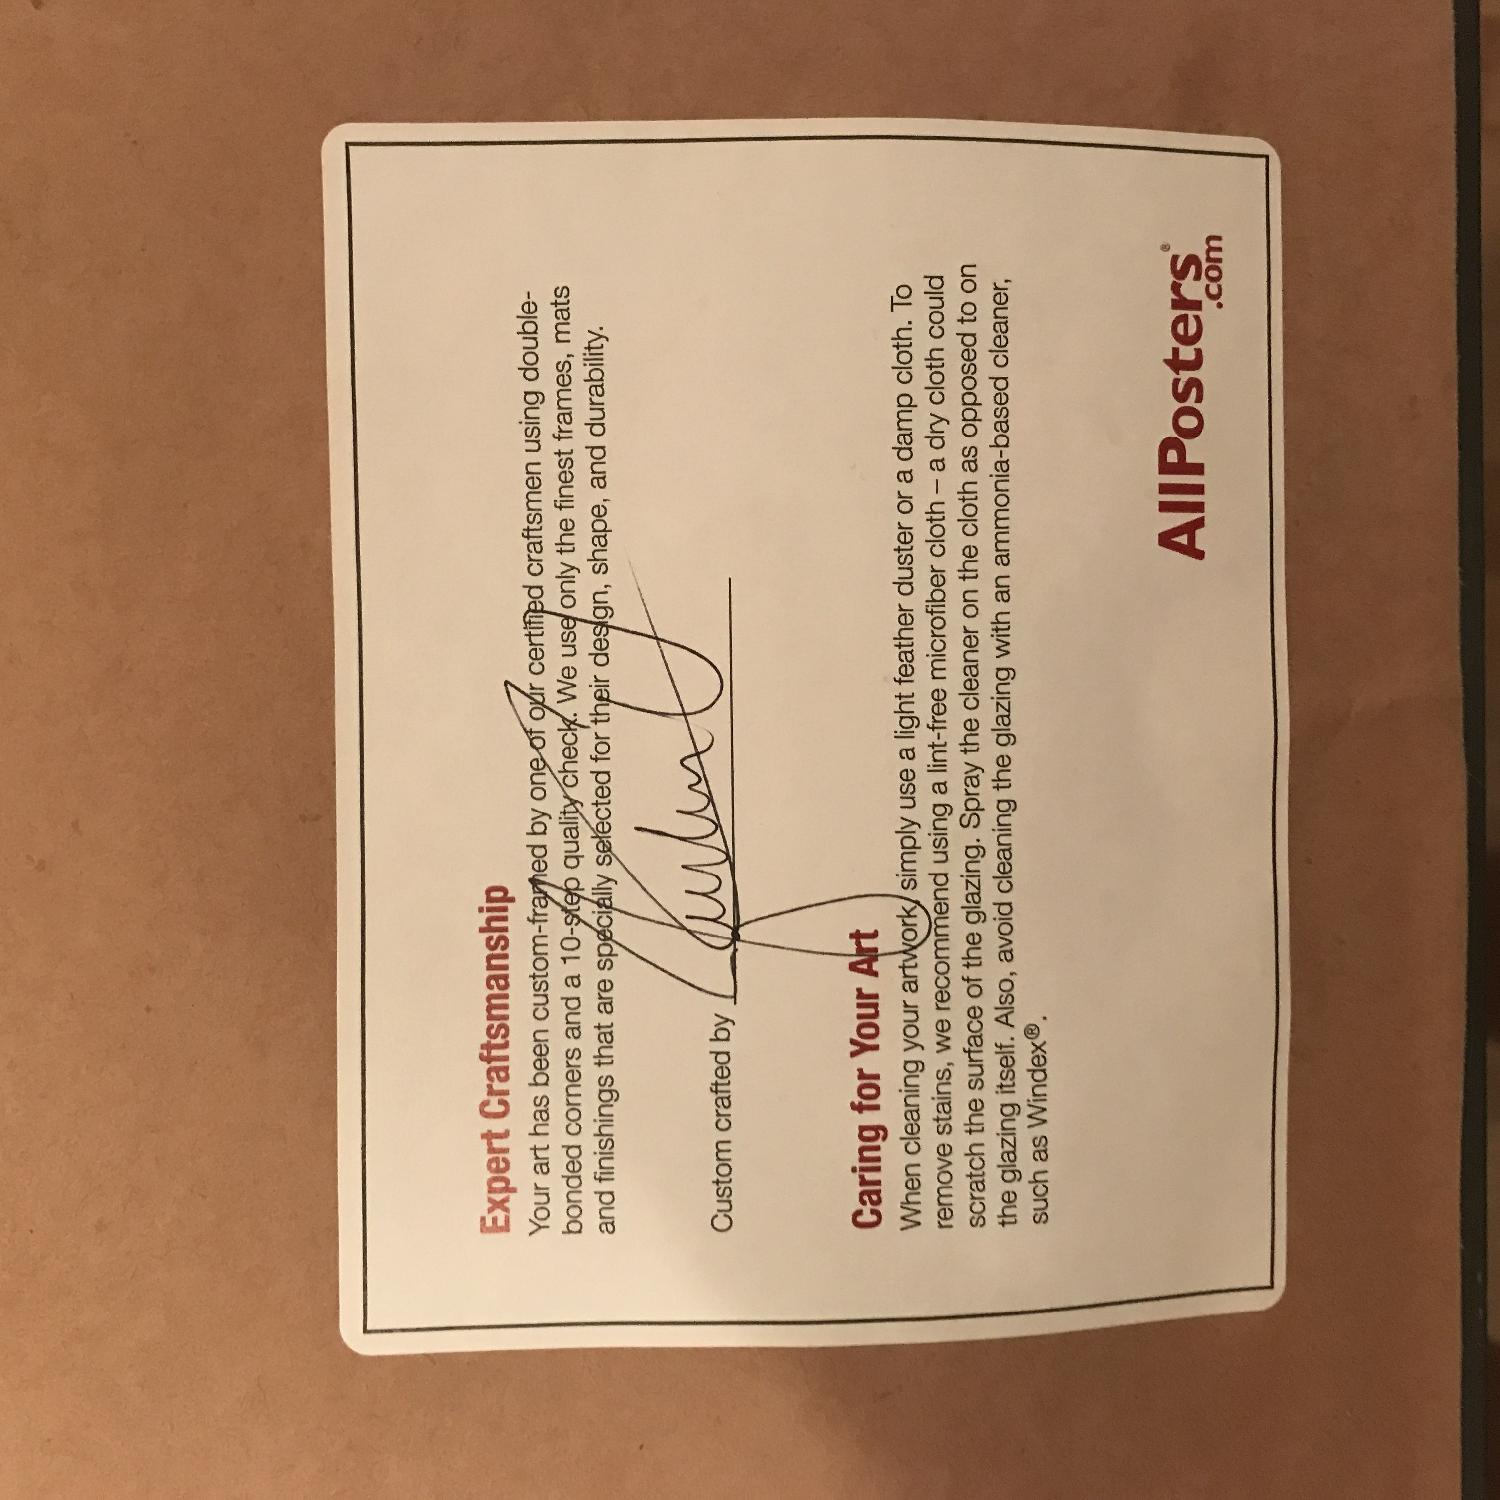 Expert Craftsmanship
Your art has been custom-framed by one of our certified craftsmen using double-
bonded corners and a 10-step quality check. We use only the finest frames, mats
and finishings that are specially selected for their design, shape, and durability.
Custom crafted by
Caring for Your Art
When cleaning your artwork, simply use a light feather duster or a damp cloth. To
remove stains, we recommend using a lint-free microfiber cloth – a dry cloth could
scratch the surface of the glazing. Spray the cleaner on the cloth as opposed to on
the glazing itself. Also, avoid cleaning the glazing with an ammonia-based cleaner,
such as Windex®.
AllPosters®
.com